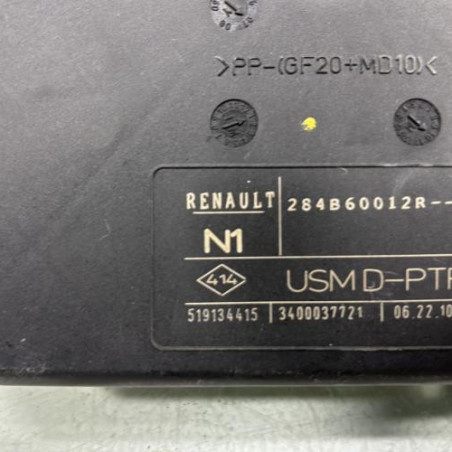 >PP-(GF20+MD10)<
RENAULT 284B60012R--
N1
414 USM D-PT
519134415 3400037721 06.22.10